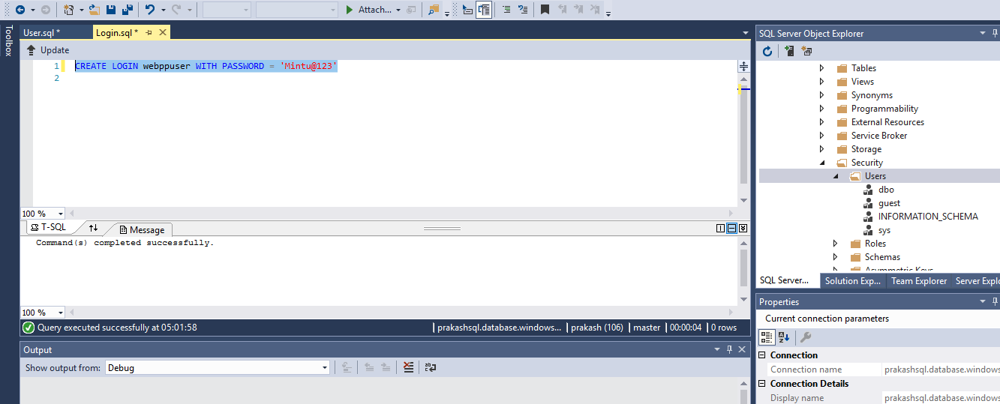 Attach...
Toolbox
User.sql *
Login.sql *
Update
1 CREATE LOGIN webppuser WITH PASSWORD = 'Mintu@123'
2
100 %
T-SQL
Message
Command(s) completed successfully.
100 %
Query executed successfully at 05:01:58
prakashsql.database.windows...
prakash (106)
master
00:00:04
0 rows
Output
Show output from:
Debug
SQL Server Object Explorer
Tables
Views
Synonyms
Programmability
External Resources
Service Broker
Storage
Security
Users
dbo
guest
INFORMATION_SCHEMA
sys
Roles
Schemas
Asymmetric Keys
SQL Server...
Solution Exp...
Team Explorer
Server Explo
Properties
Current connection parameters
Connection
Connection name prakashsql.database.windows
Connection Details
Display name prakashsql.database.windows